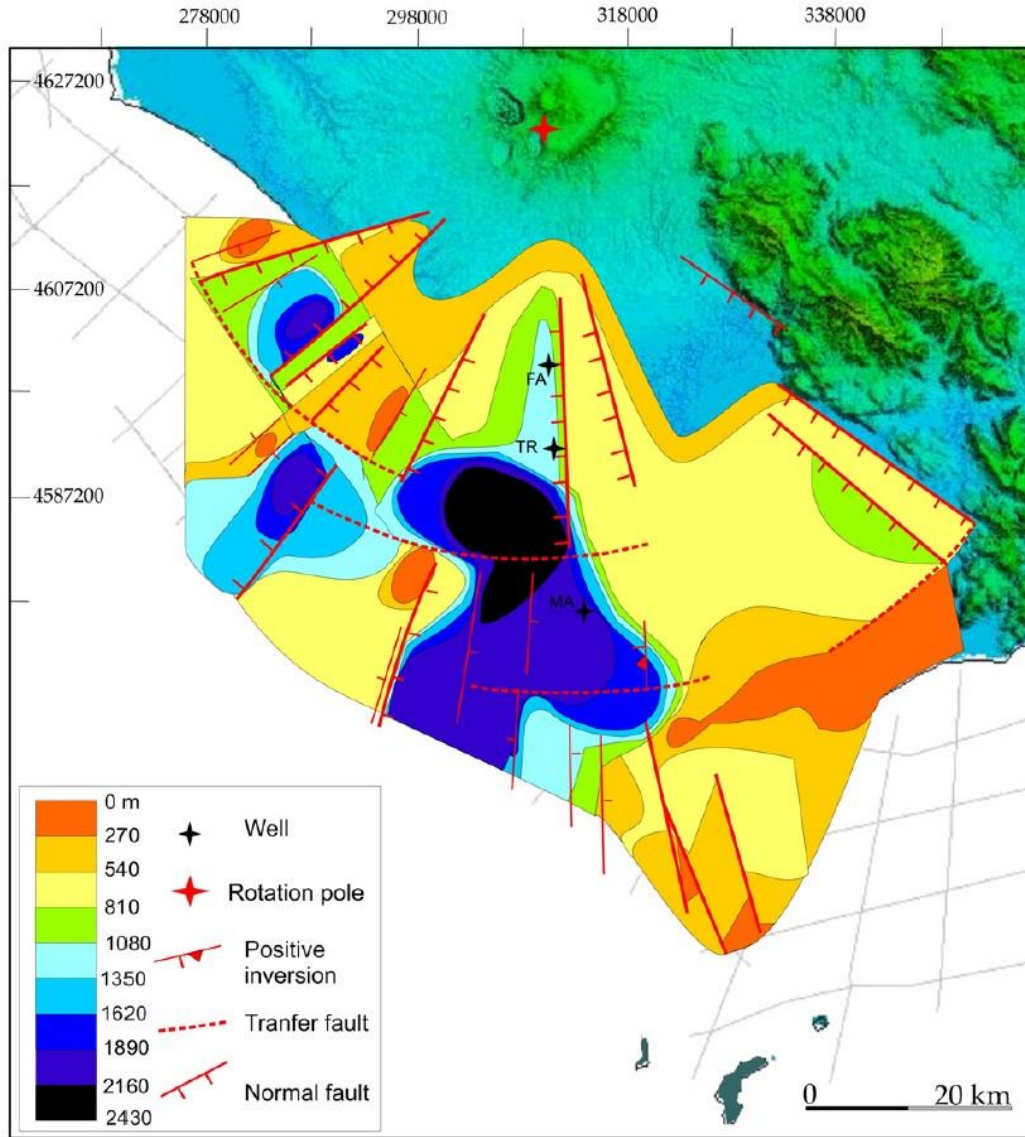 278000 298000 318000 338000
4627200
4607200
4587200
FA
TR
MA
0 m
270
540
810
1080
1350
1620
1890
2160
2430
Well
Rotation pole
Positive
inversion
Tranfer fault
Normal fault
0 20 km